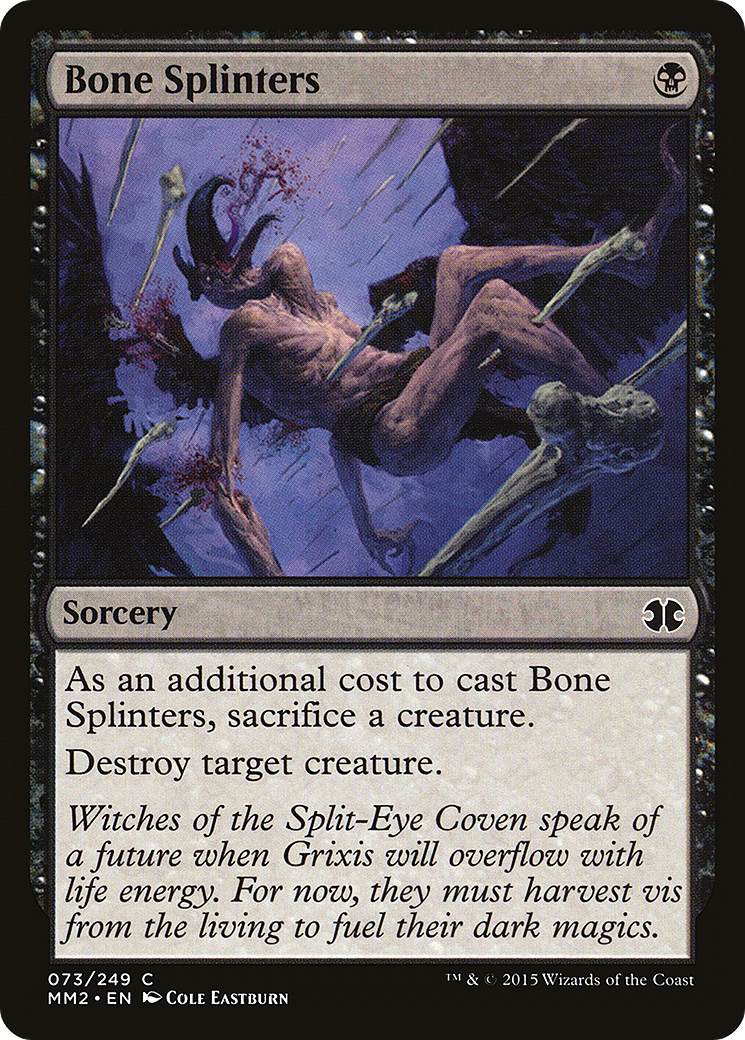 Bone Splinters
Sorcery
As an additional cost to cast Bone
Splinters, sacrifice a creature.
Destroy target creature.
Witches of the Split-Eye Coven speak of
a future when Grixis will overflow with
life energy. For now, they must harvest vis
from the living to fuel their dark magics.
073/249 C
MM2 • EN Cole Eastburn
™ & © 2015 Wizards of the Coast